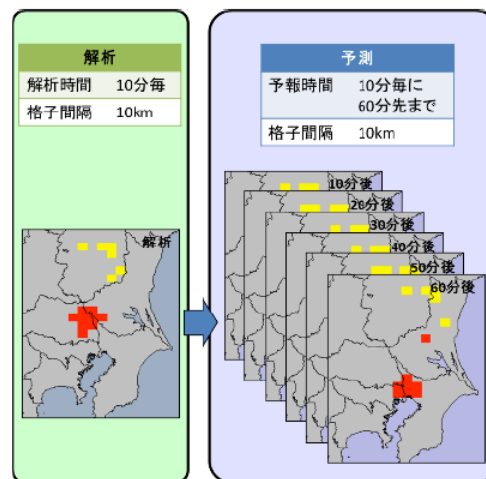 解析
解析時間 10分毎
格子間隔 10km
解析
予測
予報時間 10分毎に
60分先まで
格子間隔 10km
10分後
20分後
30分後
40分後
50分後
60分後